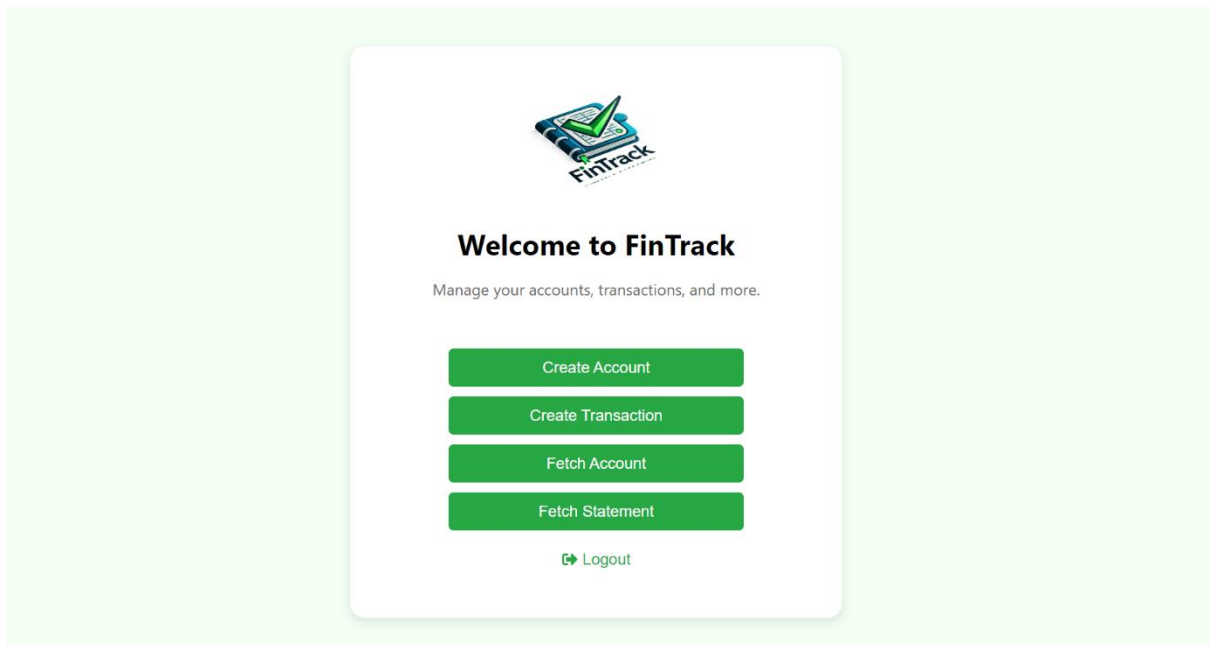 FinTrack
Welcome to FinTrack
Manage your accounts, transactions, and more.
Create Account
Create Transaction
Fetch Account
Fetch Statement
Logout